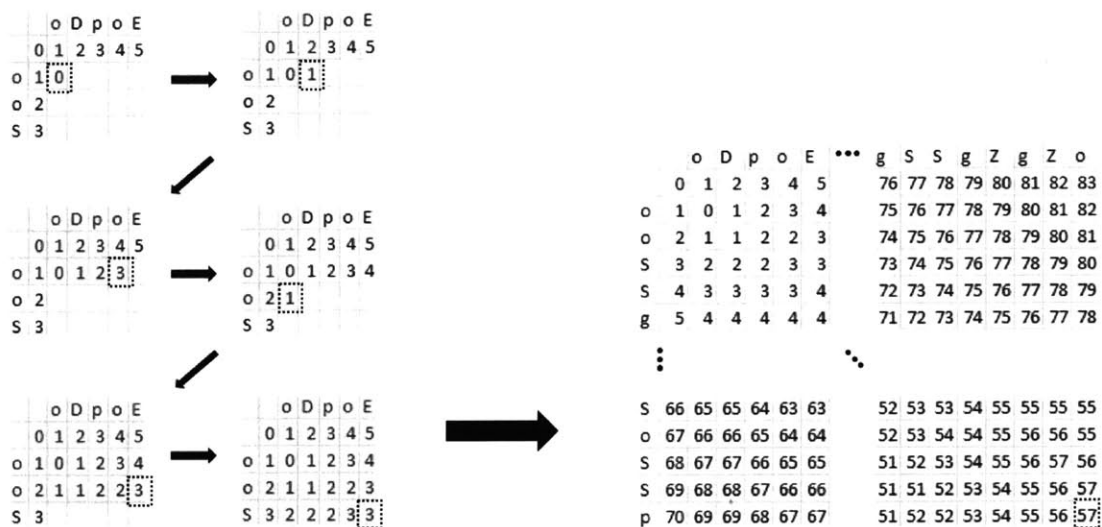 o D p o E
0 1 2 3 4 5
o 1 0
o 2
S 3
o D p o E
0 1 2 3 4 5
o 1 0 1
o 2
S 3
o D p o E
0 1 2 3 4 5
o 1 0 1 2 3
o 2
S 3
o D p o E
0 1 2 3 4 5
o 1 0 1 2 3 4
o 2 1
S 3
o D p o E
0 1 2 3 4 5
o 1 0 1 2 3 4
o 2 1 1 2 2 3
S 3
o D p o E
0 1 2 3 4 5
o 1 0 1 2 3 4
o 2 1 1 2 2 3
S 3 2 2 2 3 3
o D p o E ••• g S S g Z g Z o
0 1 2 3 4 5 76 77 78 79 80 81 82 83
o 1 0 1 2 3 4 75 76 77 78 79 80 81 82
o 2 1 1 2 2 3 74 75 76 77 78 79 80 81
S 3 2 2 2 3 3 73 74 75 76 77 78 79 80
S 4 3 3 3 3 4 72 73 74 75 76 77 78 79
g 5 4 4 4 4 4 71 72 73 74 75 76 77 78
S 66 65 65 64 63 63 52 53 53 54 55 55 55 55
o 67 66 66 65 64 64 52 53 54 54 55 56 56 55
S 68 67 67 66 65 65 51 52 53 54 55 56 57 56
S 69 68 68 67 66 66 51 51 52 53 54 55 56 57
p 70 69 69 68 67 67 51 52 52 53 54 55 56 57